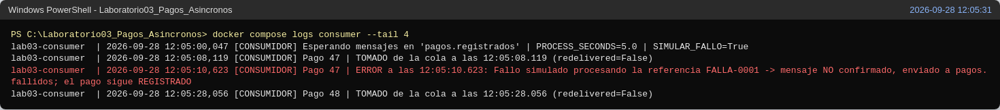 Windows PowerShell - Laboratorio03_Pagos_Asincronos
2026-09-28 12:05:31
PS C:\Laboratorio03_Pagos_Asincronos> docker compose logs consumer --tail 4
lab03-consumer  | 2026-09-28 12:05:00,047 [CONSUMIDOR] Esperando mensajes en 'pagos.registrados' | PROCESS_SECONDS=5.0 | SIMULAR_FALLO=True
lab03-consumer  | 2026-09-28 12:05:08,119 [CONSUMIDOR] Pago 47 | TOMADO de la cola a las 12:05:08.119 (redelivered=False)
lab03-consumer  | 2026-09-28 12:05:10,623 [CONSUMIDOR] Pago 47 | ERROR a las 12:05:10.623: Fallo simulado procesando la referencia FALLA-0001 -> mensaje NO confirmado, enviado a pagos.
fallidos; el pago sigue REGISTRADO
lab03-consumer  | 2026-09-28 12:05:28,056 [CONSUMIDOR] Pago 48 | TOMADO de la cola a las 12:05:28.056 (redelivered=False)